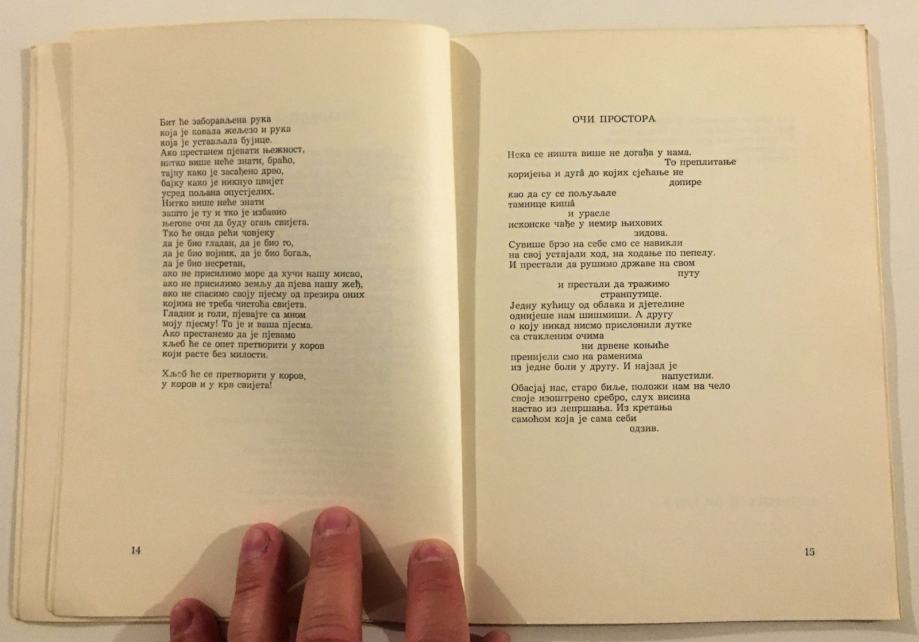 Бит ће заборављена рука
која је ковала жељезо и рука
која је устављала бујице.
Ако престанем пјевати њежност,
нитко више неће знати, браћо,
тајну како је засађено дрво,
бајку како је никнуо цвијет
усред пољана опустјелих.
Нитко више неће знати
зашто је ту и тко је избавио
његове очи да буду огањ свијета.
Тко ће онда рећи човјеку
да је био гладан, да је био го,
да је био војник, да је био богаљ,
да је био несретан,
ако не присилимо море да хучи нашу мисао,
ако не присилимо земљу да пјева нашу жеђ,
ако не спасимо своју пјесму од презира оних
којима не треба чистоћа свијета.
Гладни и голи, пјевајте са мном
моју пјесму! То је и ваша пјесма.
Ако престанемо да је пјевамо
хљеб ће се опет претворити у коров
који расте без милости.
Хљеб ће се претворити у коров,
у коров и у крв свијета!
14
ОЧИ ПРОСТОРА
Нека се ништа више не догађа у нама.
То преплитање
коријења и дугâ до којих сјећање не
допире
као да су се пољуљале
тамнице кишâ
и урасле
исконске чађе у немир њихових
зидова.
Сувише брзо на себе смо се навикли
на свој устајали ход, на ходање по пепелу.
И престали да рушимо државе на свом
путу
и престали да тражимо
странпутице.
Једну кућицу од облака и дјетелине
однијеше нам шишмиши. А другу
о коју никад нисмо прислонили лутке
са стакленим очима
ни дрвене коњиће
пренијели смо на раменима
из једне боли у другу. И најзад је
напустили.
Обасјај нас, старо биље, положи нам на чело
своје изоштрено сребро, слух висина
настао из лепршања. Из кретања
самоћом која је сама себи
одзив.
15